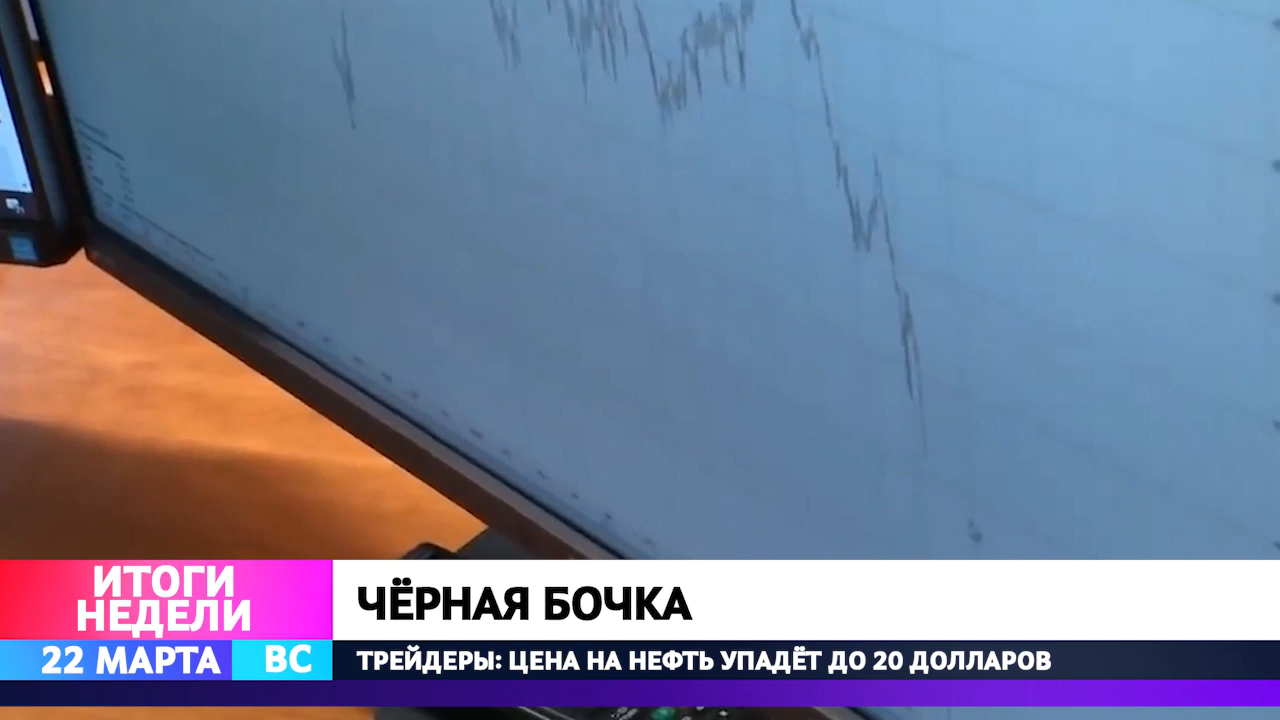 ИТОГИ
НЕДЕЛИ
ЧЁРНАЯ БОЧКА
22 МАРТА ВС
ТРЕЙДЕРЫ: ЦЕНА НА НЕФТЬ УПАДЁТ ДО 20 ДОЛЛАРОВ